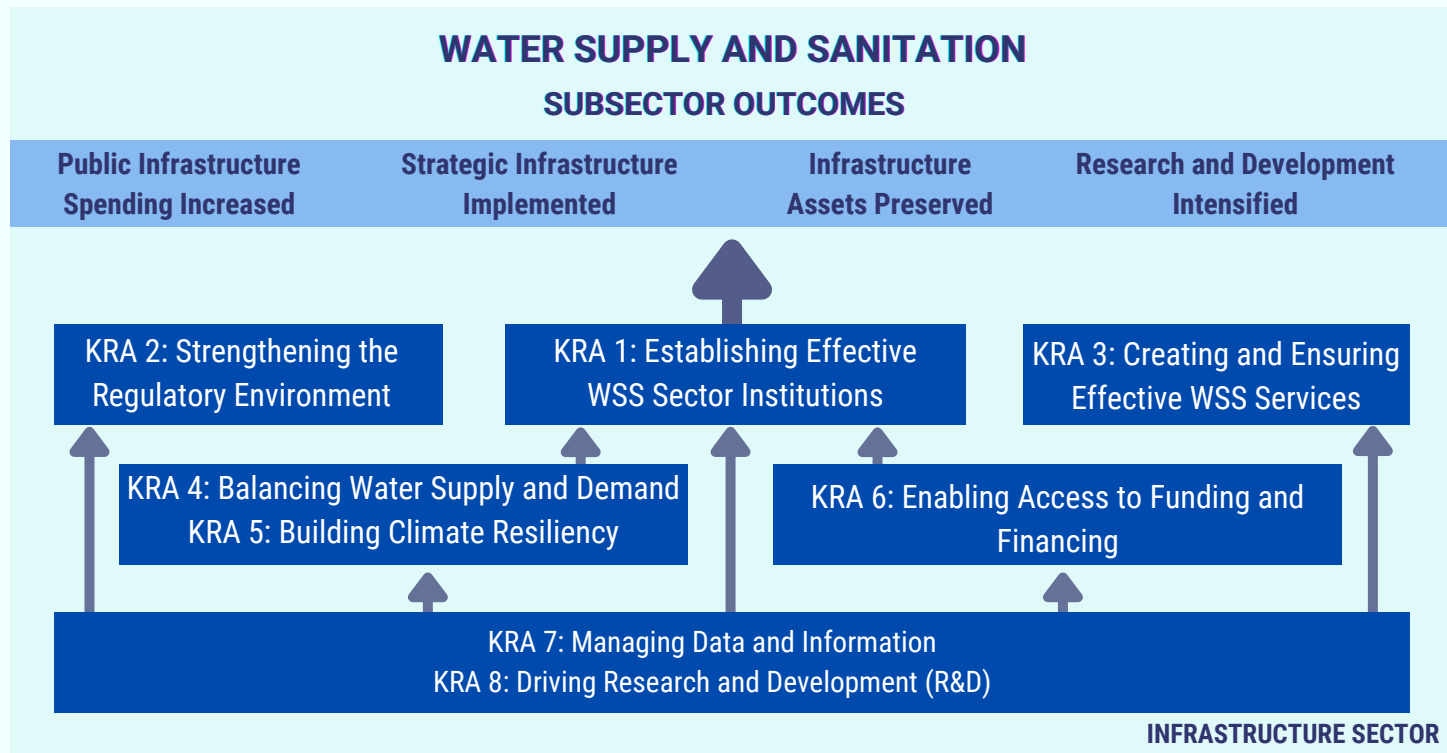 WATER SUPPLY AND SANITATION
SUBSECTOR OUTCOMES
Public Infrastructure
Spending Increased
Strategic Infrastructure
Implemented
Infrastructure
Assets Preserved
Research and Development
Intensified
KRA 2: Strengthening the
Regulatory Environment
KRA 1: Establishing Effective
WSS Sector Institutions
KRA 3: Creating and Ensuring
Effective WSS Services
KRA 4: Balancing Water Supply and Demand
KRA 5: Building Climate Resiliency
KRA 6: Enabling Access to Funding and
Financing
KRA 7: Managing Data and Information
KRA 8: Driving Research and Development (R&D)
INFRASTRUCTURE SECTOR